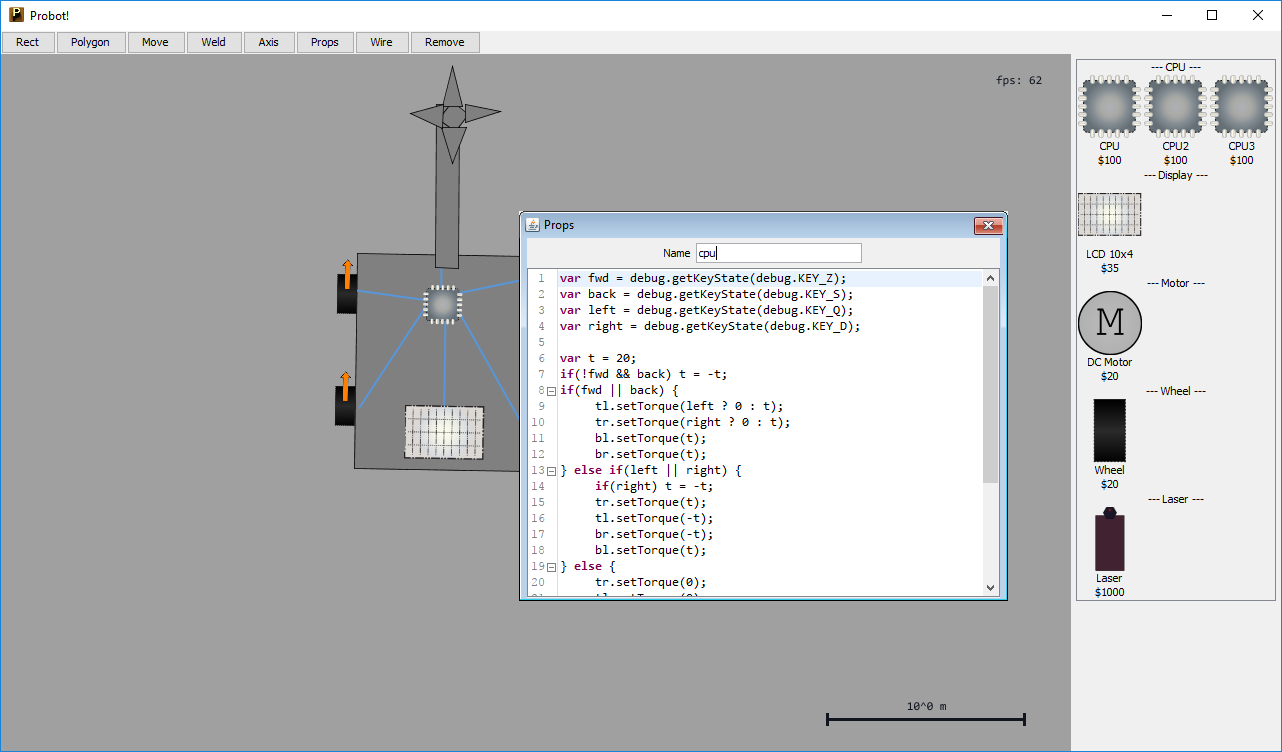 Probot!
Rect Polygon Move Weld Axis Props Wire Remove
fps: 62
--- CPU ---
CPU CPU2 CPU3
$100 $100 $100
--- Display ---
LCD 10x4
$35
--- Motor ---
M
DC Motor
$20
--- Wheel ---
Wheel
$20
--- Laser ---
Laser
$1000
Props
Name cpu
1 var fwd = debug.getKeyState(debug.KEY_Z);
2 var back = debug.getKeyState(debug.KEY_S);
3 var left = debug.getKeyState(debug.KEY_Q);
4 var right = debug.getKeyState(debug.KEY_D);
5
6 var t = 20;
7 if(!fwd && back) t = -t;
8 if(fwd || back) {
9 tl.setTorque(left ? 0 : t);
10 tr.setTorque(right ? 0 : t);
11 bl.setTorque(t);
12 br.setTorque(t);
13 } else if(left || right) {
14 if(right) t = -t;
15 tr.setTorque(t);
16 tl.setTorque(-t);
17 br.setTorque(-t);
18 bl.setTorque(t);
19 } else {
20 tr.setTorque(0);
10^0 m